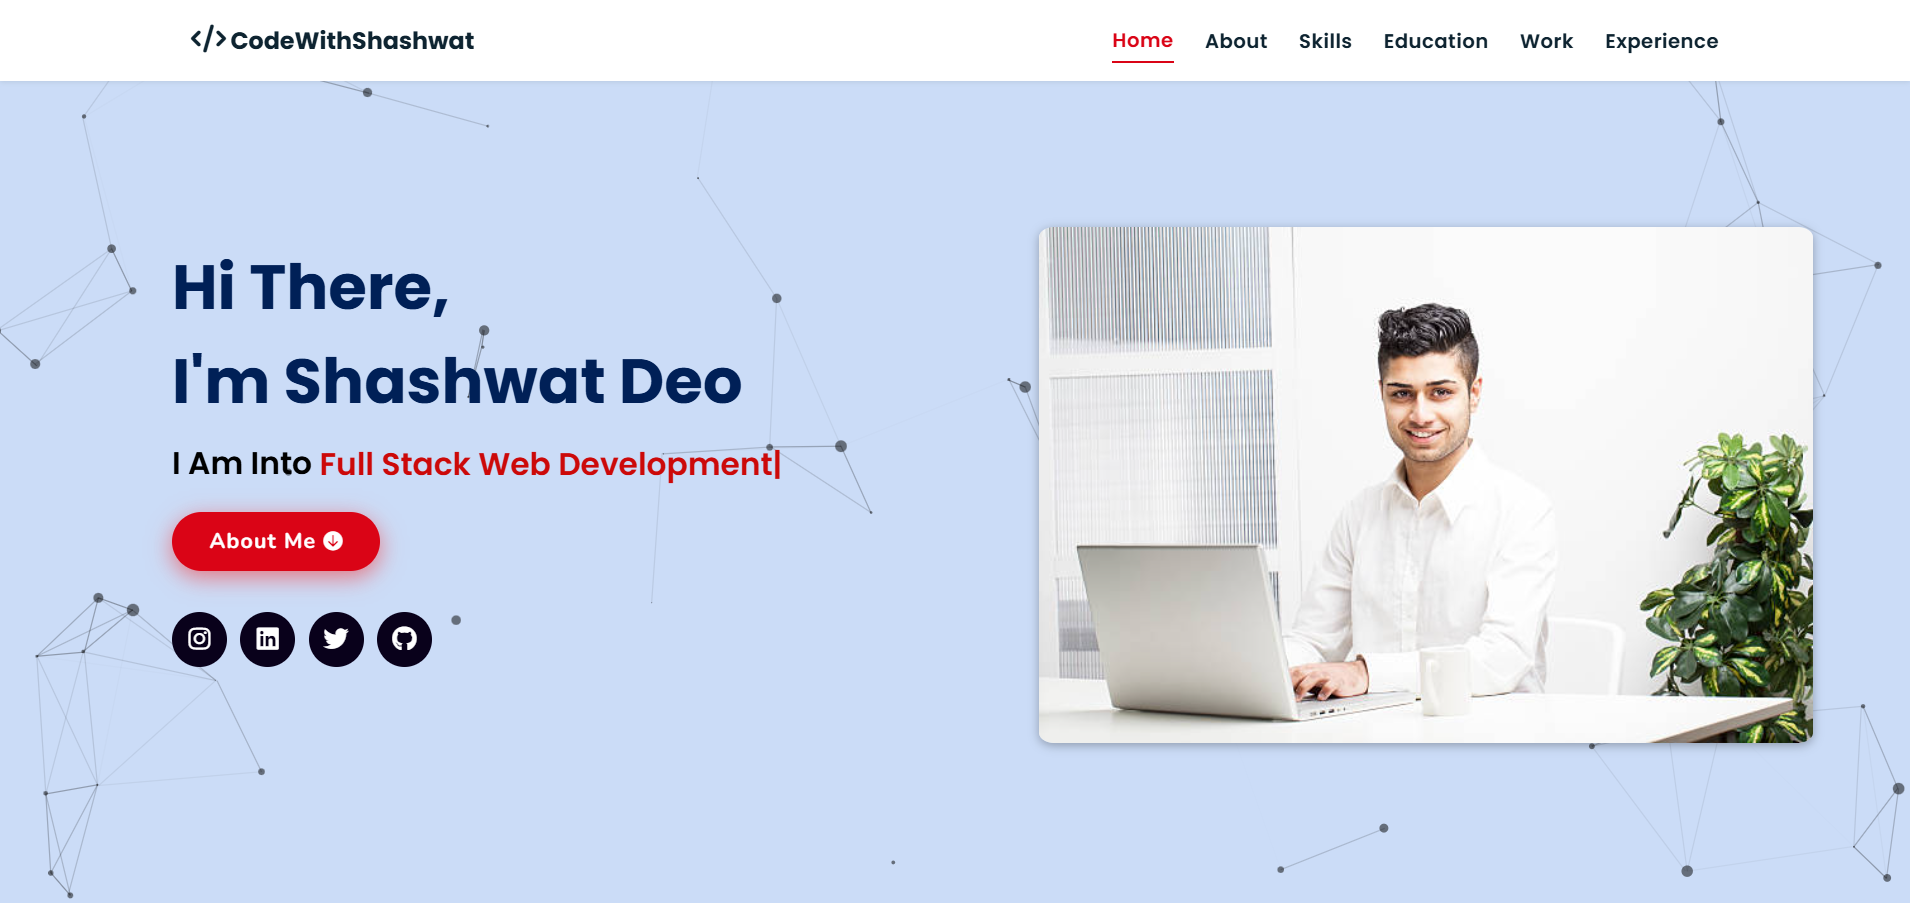 </>CodeWithShashwat
Home About Skills Education Work Experience
Hi There,
I'm Shashwat Deo
I Am Into Full Stack Web Development|
About Me